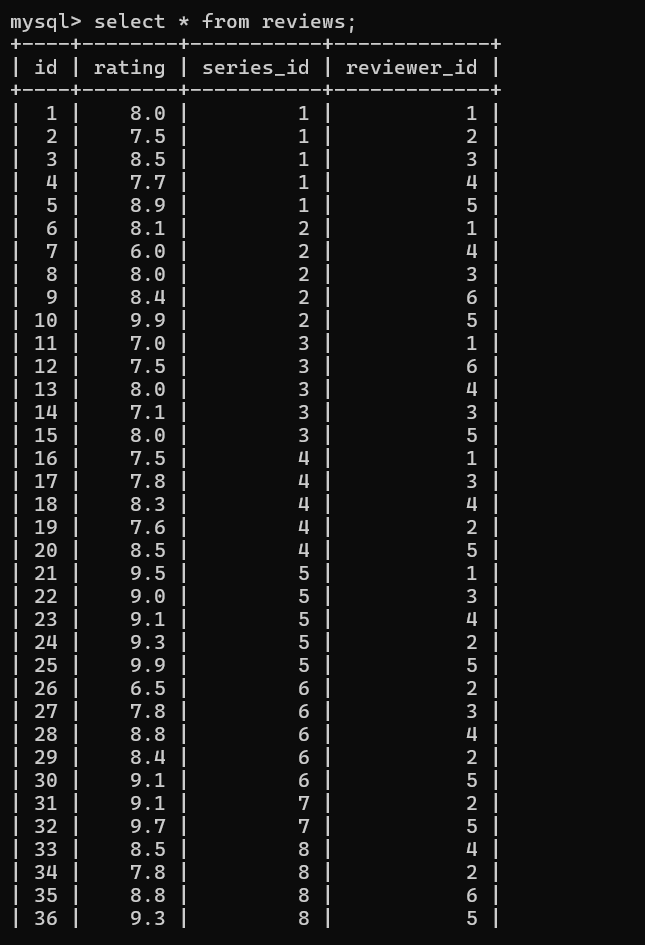 mysql> select * from reviews;
+----+--------+-----------+-------------+
| id | rating | series_id | reviewer_id |
+----+--------+-----------+-------------+
|  1 |    8.0 |         1 |           1 |
|  2 |    7.5 |         1 |           2 |
|  3 |    8.5 |         1 |           3 |
|  4 |    7.7 |         1 |           4 |
|  5 |    8.9 |         1 |           5 |
|  6 |    8.1 |         2 |           1 |
|  7 |    6.0 |         2 |           4 |
|  8 |    8.0 |         2 |           3 |
|  9 |    8.4 |         2 |           6 |
| 10 |    9.9 |         2 |           5 |
| 11 |    7.0 |         3 |           1 |
| 12 |    7.5 |         3 |           6 |
| 13 |    8.0 |         3 |           4 |
| 14 |    7.1 |         3 |           3 |
| 15 |    8.0 |         3 |           5 |
| 16 |    7.5 |         4 |           1 |
| 17 |    7.8 |         4 |           3 |
| 18 |    8.3 |         4 |           4 |
| 19 |    7.6 |         4 |           2 |
| 20 |    8.5 |         4 |           5 |
| 21 |    9.5 |         5 |           1 |
| 22 |    9.0 |         5 |           3 |
| 23 |    9.1 |         5 |           4 |
| 24 |    9.3 |         5 |           2 |
| 25 |    9.9 |         5 |           5 |
| 26 |    6.5 |         6 |           2 |
| 27 |    7.8 |         6 |           3 |
| 28 |    8.8 |         6 |           4 |
| 29 |    8.4 |         6 |           2 |
| 30 |    9.1 |         6 |           5 |
| 31 |    9.1 |         7 |           2 |
| 32 |    9.7 |         7 |           5 |
| 33 |    8.5 |         8 |           4 |
| 34 |    7.8 |         8 |           2 |
| 35 |    8.8 |         8 |           6 |
| 36 |    9.3 |         8 |           5 |